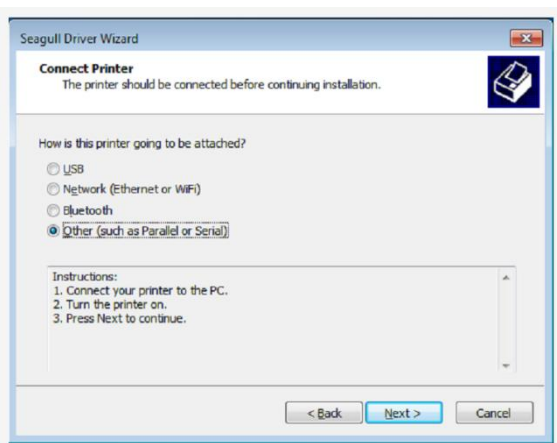 Seagull Driver Wizard
Connect Printer
The printer should be connected before continuing installation.
How is this printer going to be attached?
USB
Network (Ethernet or WiFi)
Bluetooth
Other (such as Parallel or Serial)
Instructions:
1. Connect your printer to the PC.
2. Turn the printer on.
3. Press Next to continue.
< Back Next > Cancel